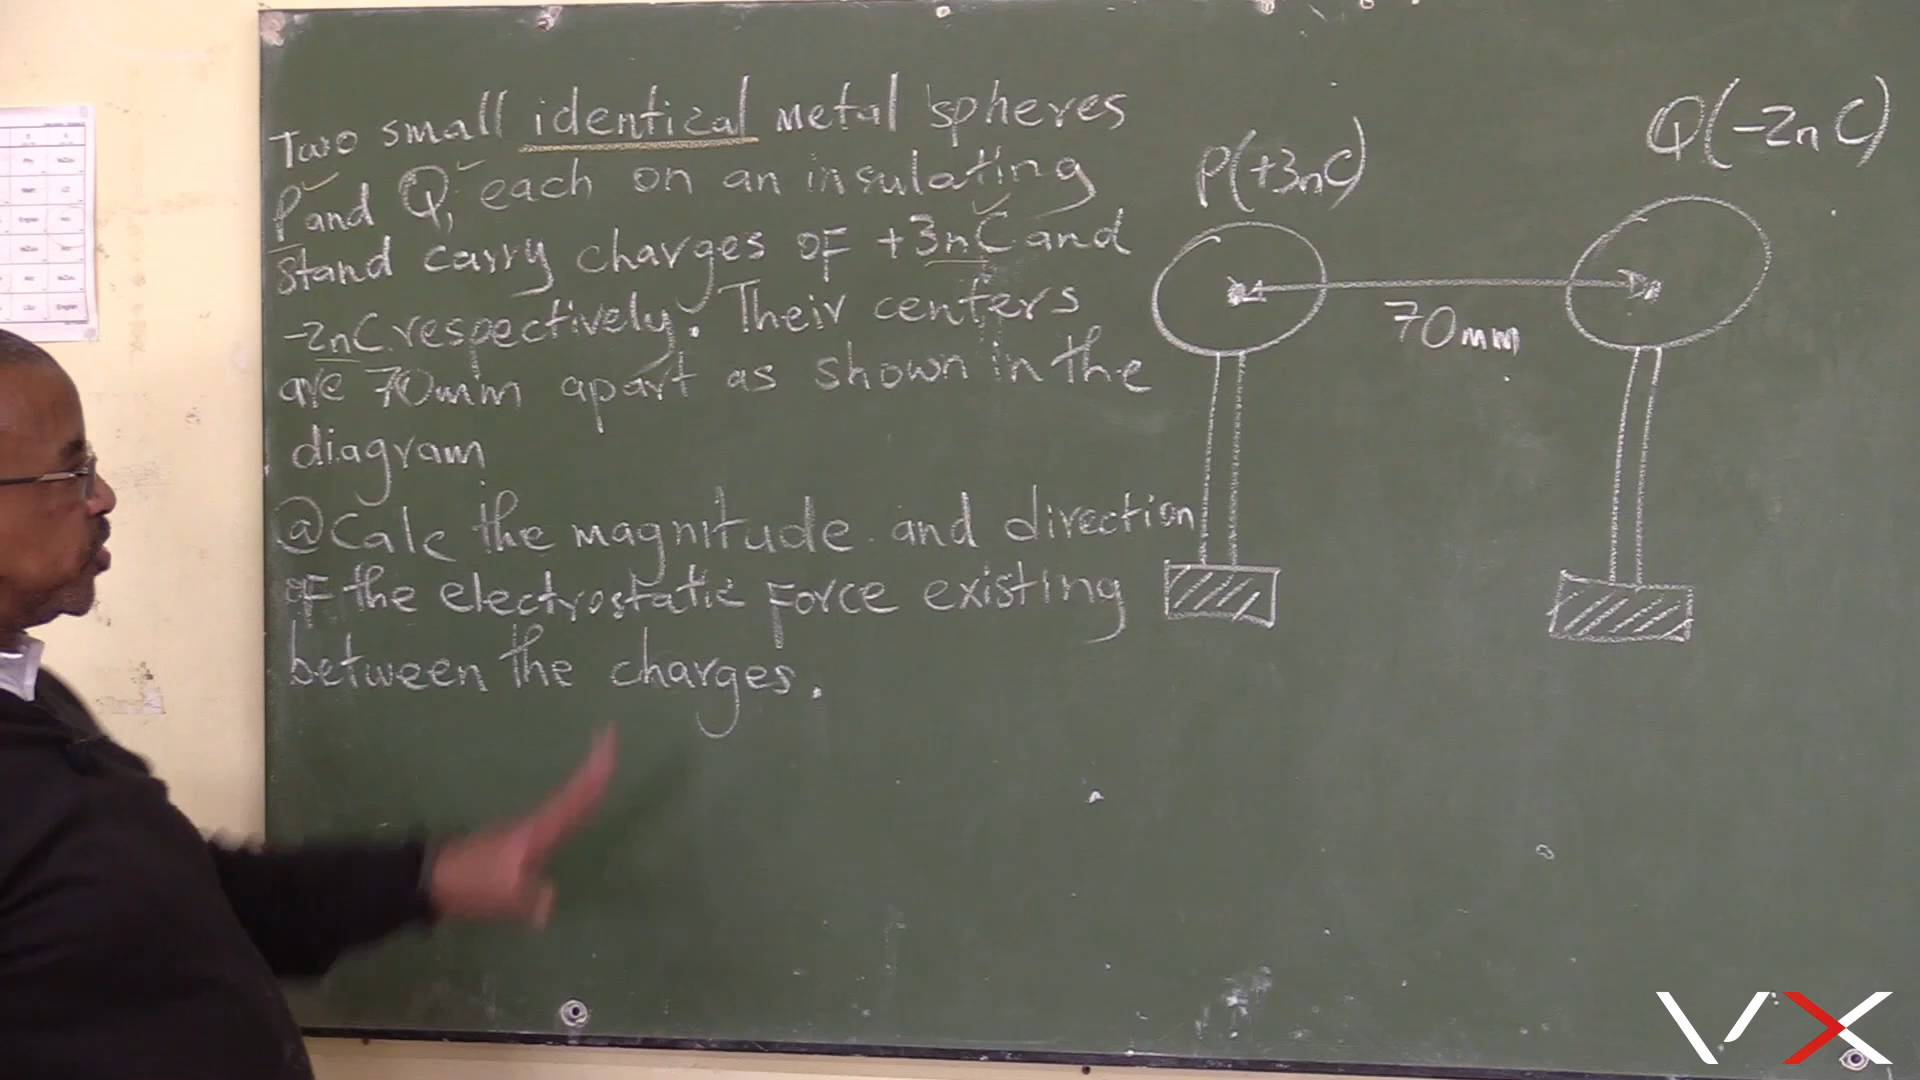 Two small identical metal spheres
P and Q, each on an insulating
stand carry charges of +3nC and
-2nC respectively. Their centers
are 70mm apart as shown in the
diagram
@ Calc the magnitude and direction
of the electrostatic force existing
between the charges.
P(+3nC)
Q(-2nC)
70mm
VX